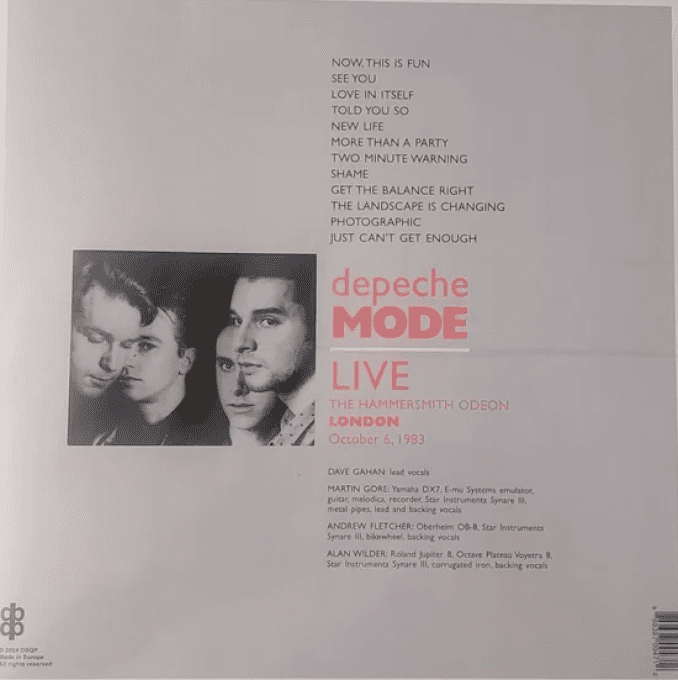 NOW, THIS IS FUN
SEE YOU
LOVE IN ITSELF
TOLD YOU SO
NEW LIFE
MORE THAN A PARTY
TWO MINUTE WARNING
SHAME
GET THE BALANCE RIGHT
THE LANDSCAPE IS CHANGING
PHOTOGRAPHIC
JUST CAN'T GET ENOUGH
depeche
MODE
LIVE
THE HAMMERSMITH ODEON
LONDON
October 6, 1983
DAVE GAHAN: lead vocals
MARTIN GORE: Yamaha DX7, E-mu Systems emulator,
guitar, melodica, recorder, Star Instruments Synare III,
metal pipes, lead and backing vocals
ANDREW FLETCHER: Oberheim OB-8, Star Instruments
Synare III, bikewheel, backing vocals
ALAN WILDER: Roland Jupiter 8, Octave Plateau Voyetra 8,
Star Instruments Synare III, corrugated iron, backing vocals
© 2024 DBQP
Made in Europe
All rights reserved